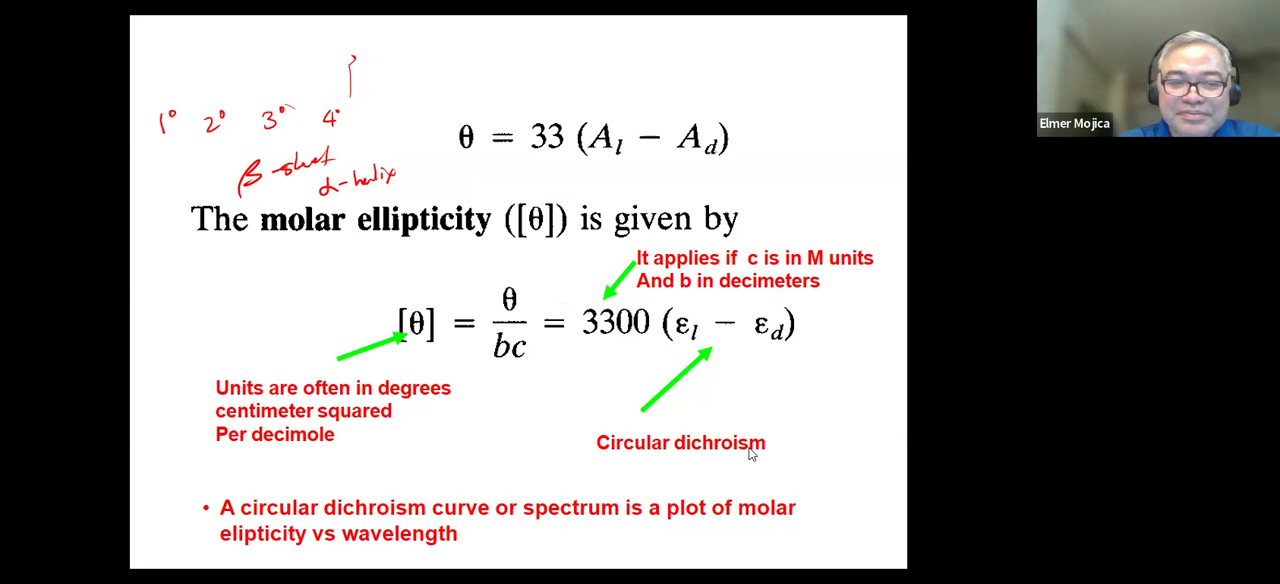 1° 2° 3° 4°
β-sheet
α-helix
θ = 33 (A_l − A_d)
The molar ellipticity ([θ]) is given by
It applies if c is in M units
And b in decimeters
[θ] = θ/bc = 3300 (ε_l − ε_d)
Units are often in degrees
centimeter squared
Per decimole
Circular dichroism
• A circular dichroism curve or spectrum is a plot of molar
elipticity vs wavelength
Elmer Mojica